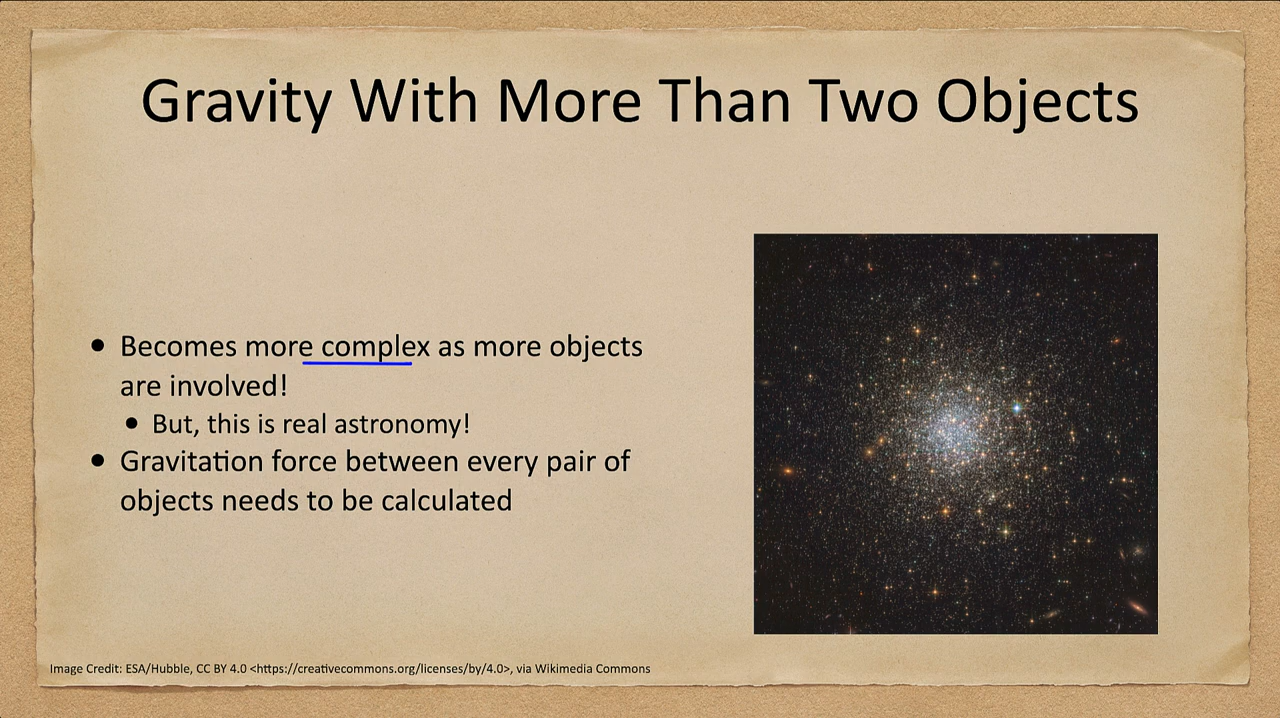 Gravity With More Than Two Objects
• Becomes more complex as more objects
are involved!
• But, this is real astronomy!
• Gravitation force between every pair of
objects needs to be calculated
Image Credit: ESA/Hubble, CC BY 4.0 <https://creativecommons.org/licenses/by/4.0>, via Wikimedia Commons